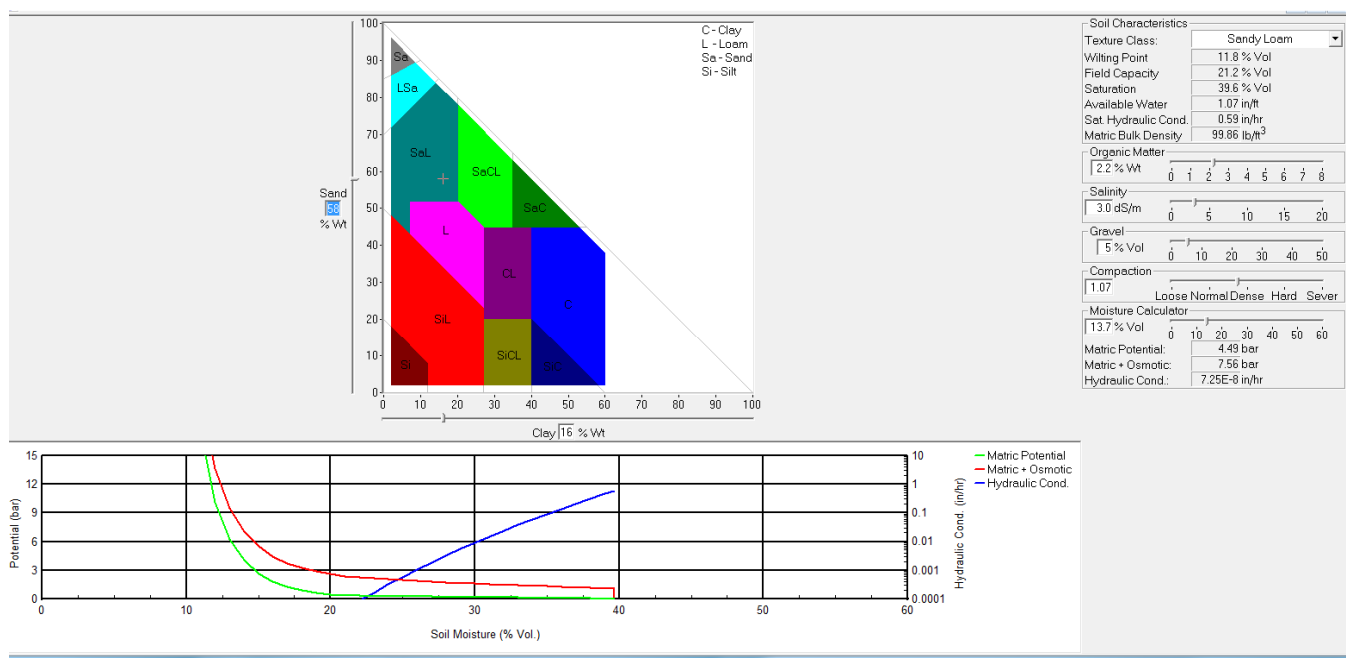 100
90
80
70
60
50
40
30
20
10
0
Sand
58
% Wt
C - Clay
L - Loam
Sa - Sand
Si - Silt
Sa
LSa
SaL
SaCL
SaC
L
CL
C
SiL
SiCL
SiC
Si
0 10 20 30 40 50 60 70 80 90 100
Clay 16 % Wt
Soil Characteristics
Texture Class: Sandy Loam
Wilting Point 11.8 % Vol
Field Capacity 21.2 % Vol
Saturation 39.6 % Vol
Available Water 1.07 in/ft
Sat. Hydraulic Cond. 0.59 in/hr
Matric Bulk Density 99.86 lb/ft3
Organic Matter
2.2 % Wt 0 1 2 3 4 5 6 7 8
Salinity
3.0 dS/m 0 5 10 15 20
Gravel
5 % Vol 0 10 20 30 40 50
Compaction
1.07
Loose Normal Dense Hard Sever
Moisture Calculator
13.7 % Vol 0 10 20 30 40 50 60
Matric Potential: 4.49 bar
Matric + Osmotic: 7.56 bar
Hydraulic Cond.: 7.25E-8 in/hr
Potential (bar)
15
12
9
6
3
0
0 10 20 30 40 50 60
Soil Moisture (% Vol.)
10
1
0.1
0.01
0.001
0.0001
Hydraulic Cond. (in/hr)
Matric Potential
Matric + Osmotic
Hydraulic Cond.